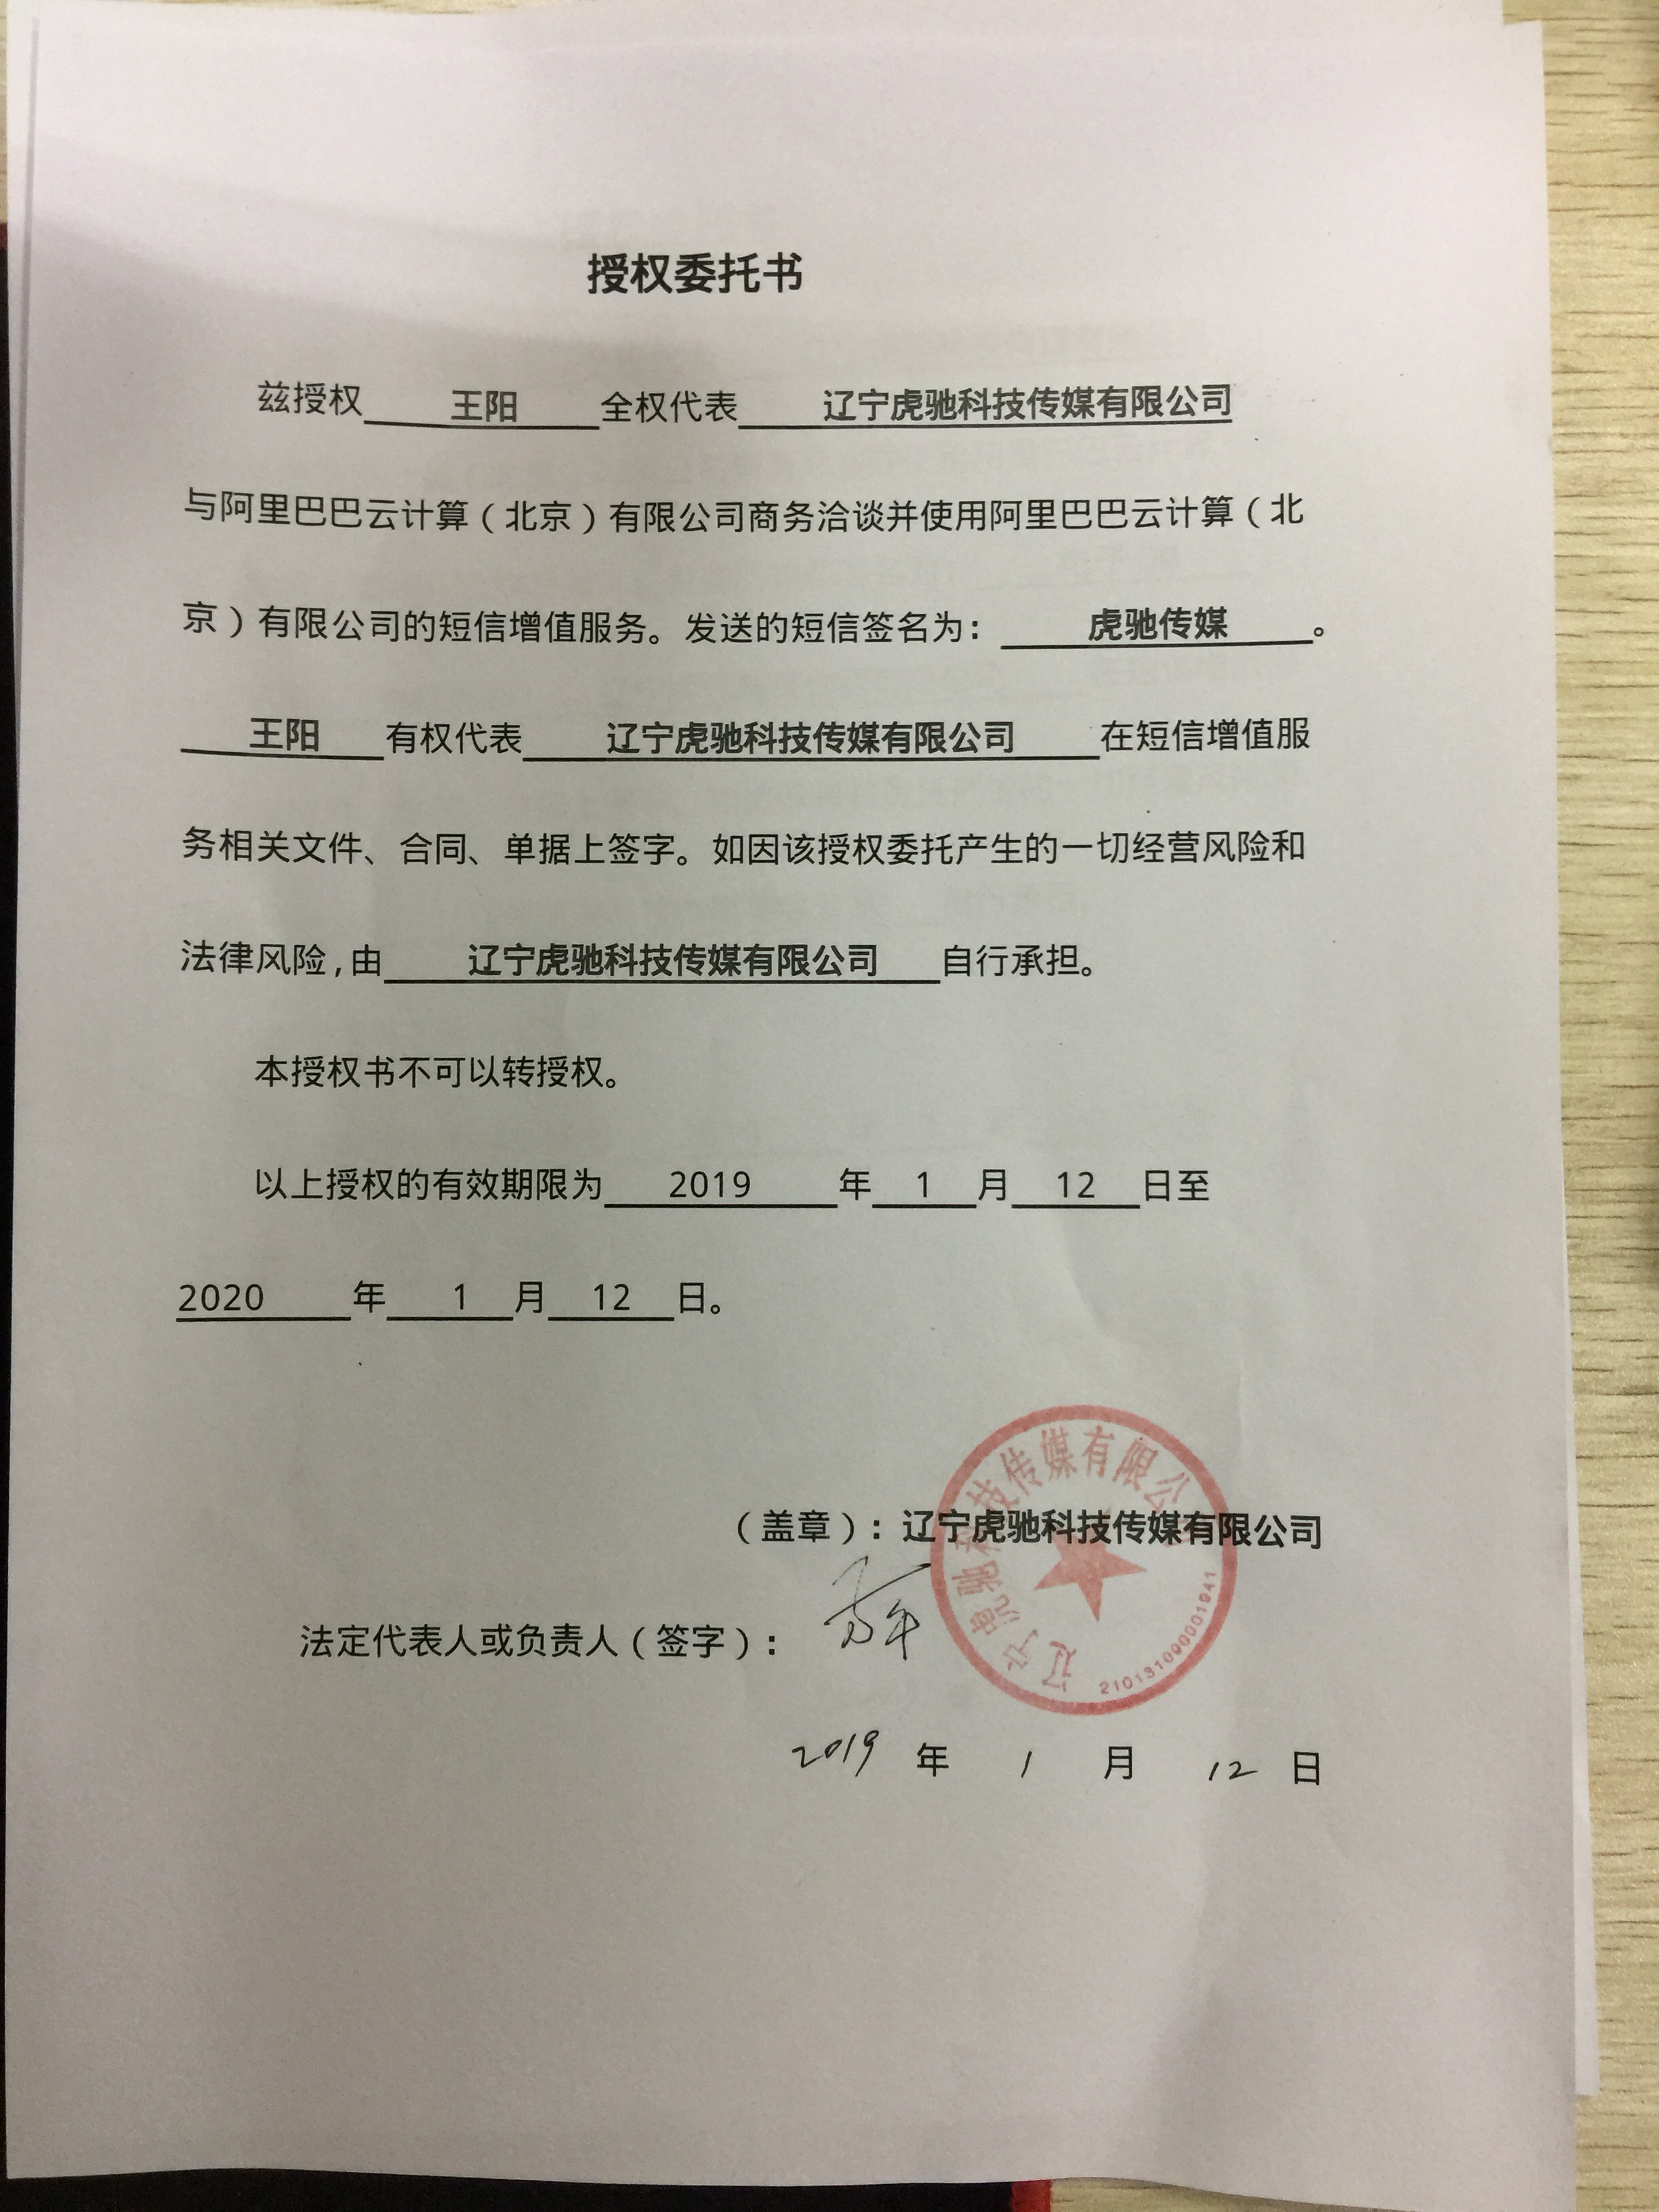 授权委托书
兹授权 王阳 全权代表 辽宁虎驰科技传媒有限公司
与阿里巴巴云计算（北京）有限公司商务洽谈并使用阿里巴巴云计算（北
京）有限公司的短信增值服务。发送的短信签名为： 虎驰传媒 。
王阳 有权代表 辽宁虎驰科技传媒有限公司 在短信增值服
务相关文件、合同、单据上签字。如因该授权委托产生的一切经营风险和
法律风险,由 辽宁虎驰科技传媒有限公司 自行承担。
本授权书不可以转授权。
以上授权的有效期限为 2019 年 1 月 12 日至
2020 年 1 月 12 日。
（盖章）: 辽宁虎驰科技传媒有限公司
法定代表人或负责人（签字）:
2019 年 1 月 12 日
辽宁虎驰科技传媒有限公司